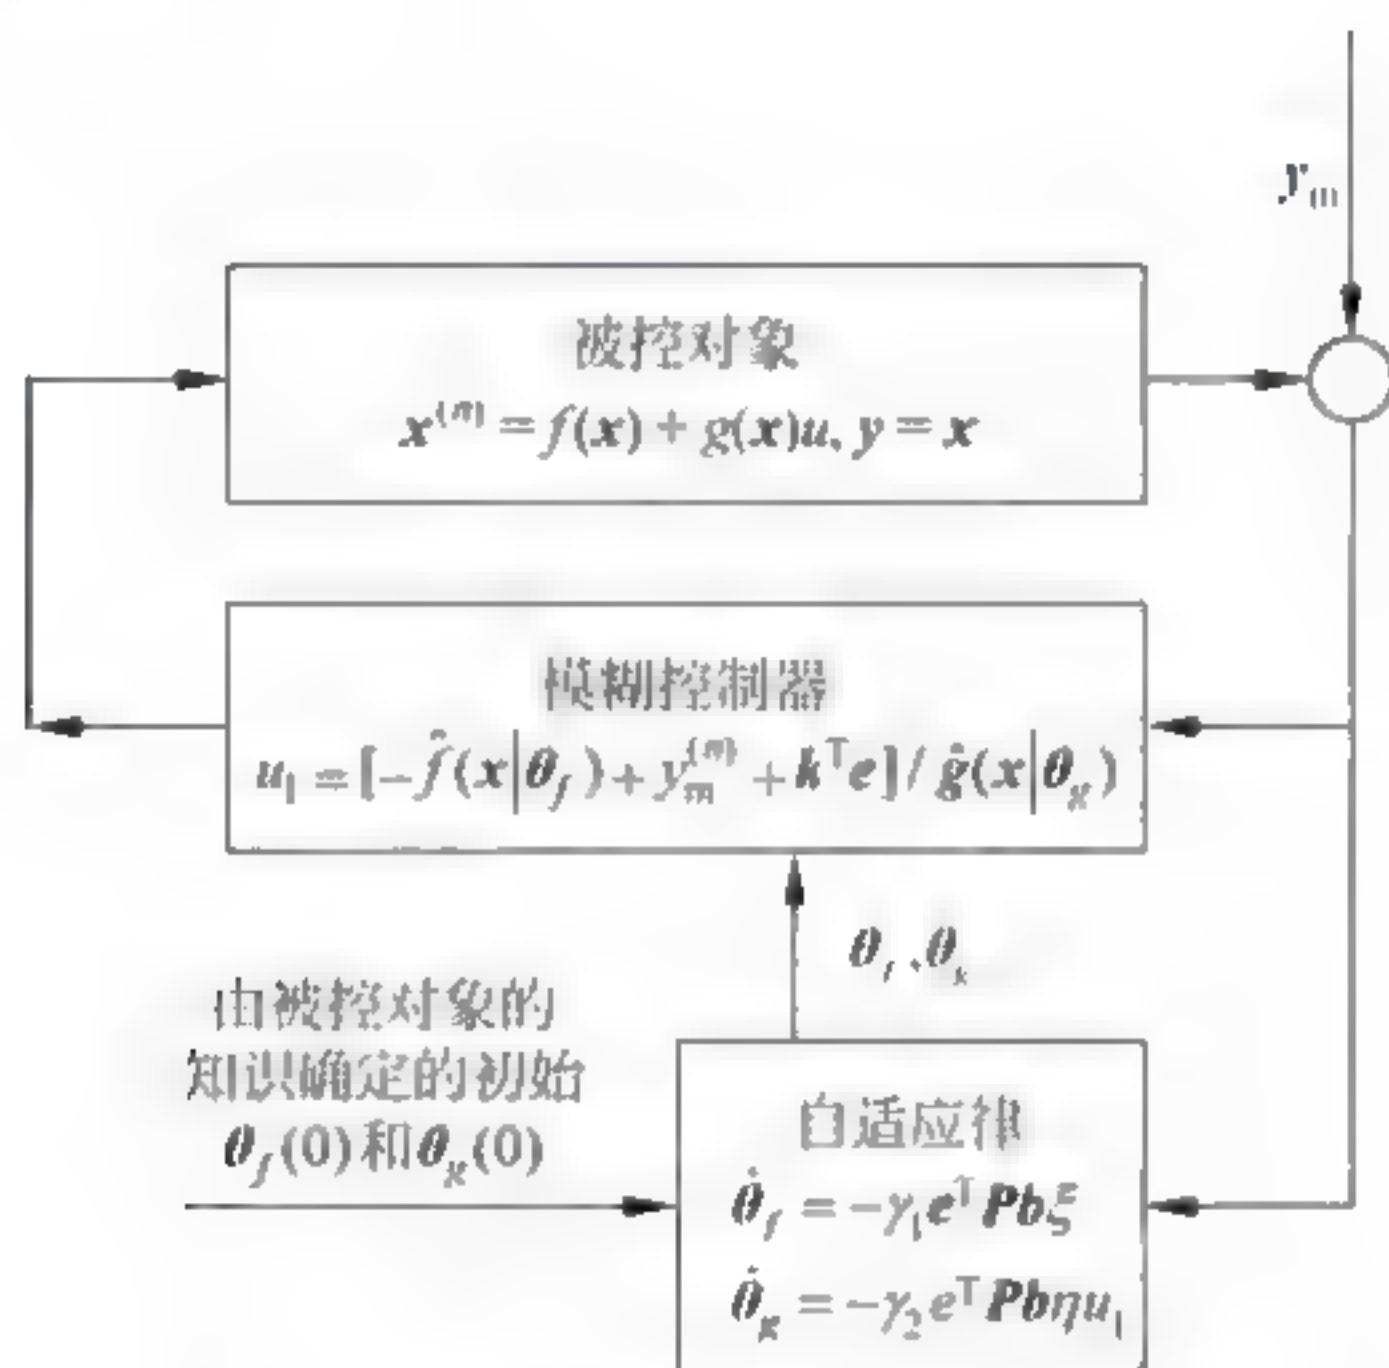 y_m
被控对象
x^(n) = f(x) + g(x)u, y = x
模糊控制器
u_1 = [-f̂(x|θ_f) + y_m^(n) + k^T e] / ĝ(x|θ_g)
θ_f, θ_g
由被控对象的
知识确定的初始
θ_f(0)和θ_g(0)
自适应律
θ̇_f = -γ_1 e^T Pbξ
θ̇_g = -γ_2 e^T Pbηu_1